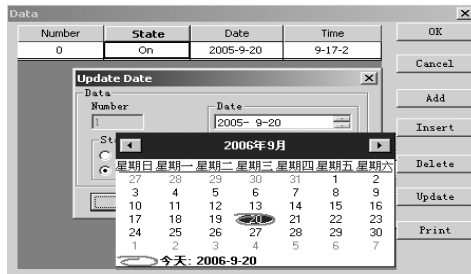 Data
Number State Date Time OK
0 On 2005-9-20 9-17-2
Cancel
Update Date
Data
Add
Number Date
1 2005- 9-20
Insert
2006年9月
星期日 星期一 星期二 星期三 星期四 星期五 星期六
Delete
27 28 29 30 31 1 2
3 4 5 6 7 8 9
Update
10 11 12 13 14 15 16
17 18 19 20 21 22 23
Print
24 25 26 27 28 29 30
1 2 3 4 5 6 7
今天: 2006-9-20